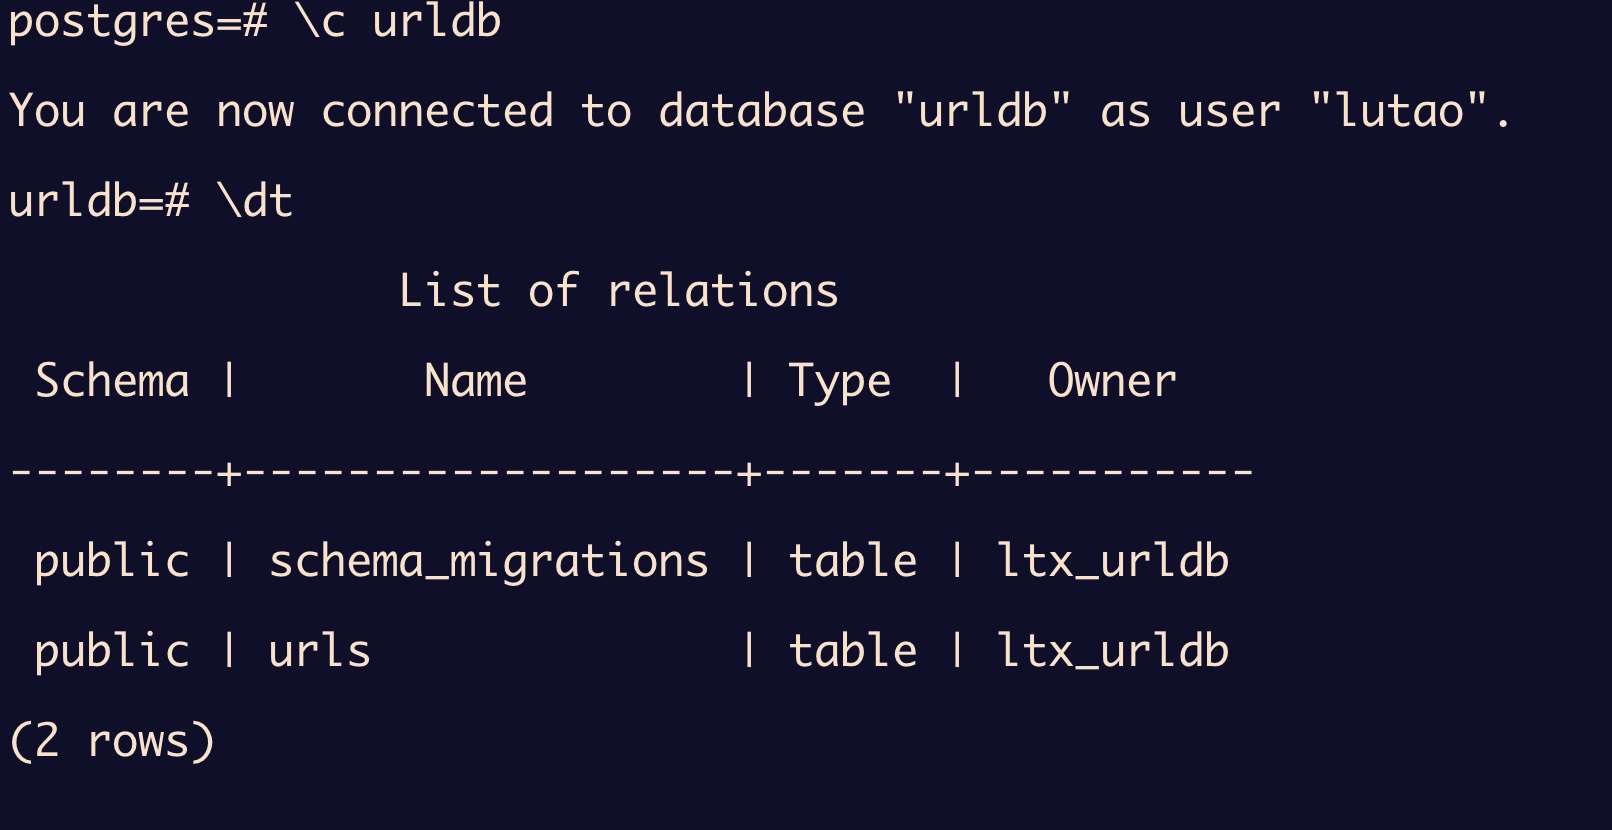 postgres=# \c urldb
You are now connected to database "urldb" as user "lutao".
urldb=# \dt
               List of relations
 Schema |       Name        | Type  |   Owner
--------+-------------------+-------+-----------
 public | schema_migrations | table | ltx_urldb
 public | urls              | table | ltx_urldb
(2 rows)